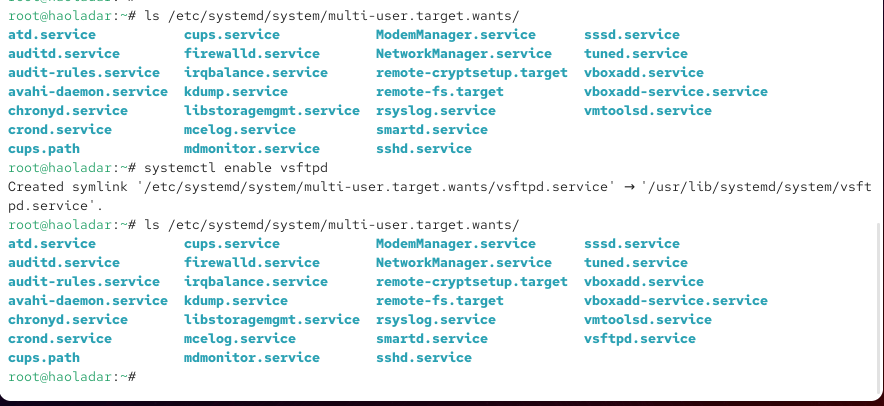 root@haoladar:~# ls /etc/systemd/system/multi-user.target.wants/
atd.service            cups.service           ModemManager.service      sssd.service
auditd.service         firewalld.service      NetworkManager.service    tuned.service
audit-rules.service    irqbalance.service     remote-cryptsetup.target  vboxadd.service
avahi-daemon.service   kdump.service          remote-fs.target          vboxadd-service.service
chronyd.service        libstoragemgmt.service  rsyslog.service           vmtoolsd.service
crond.service          mcelog.service         smartd.service
cups.path              mdmonitor.service      sshd.service
root@haoladar:~# systemctl enable vsftpd
Created symlink '/etc/systemd/system/multi-user.target.wants/vsftpd.service' → '/usr/lib/systemd/system/vsft
pd.service'.
root@haoladar:~# ls /etc/systemd/system/multi-user.target.wants/
atd.service            cups.service           ModemManager.service      sssd.service
auditd.service         firewalld.service      NetworkManager.service    tuned.service
audit-rules.service    irqbalance.service     remote-cryptsetup.target  vboxadd.service
avahi-daemon.service   kdump.service          remote-fs.target          vboxadd-service.service
chronyd.service        libstoragemgmt.service  rsyslog.service           vmtoolsd.service
crond.service          mcelog.service         smartd.service            vsftpd.service
cups.path              mdmonitor.service      sshd.service
root@haoladar:~#